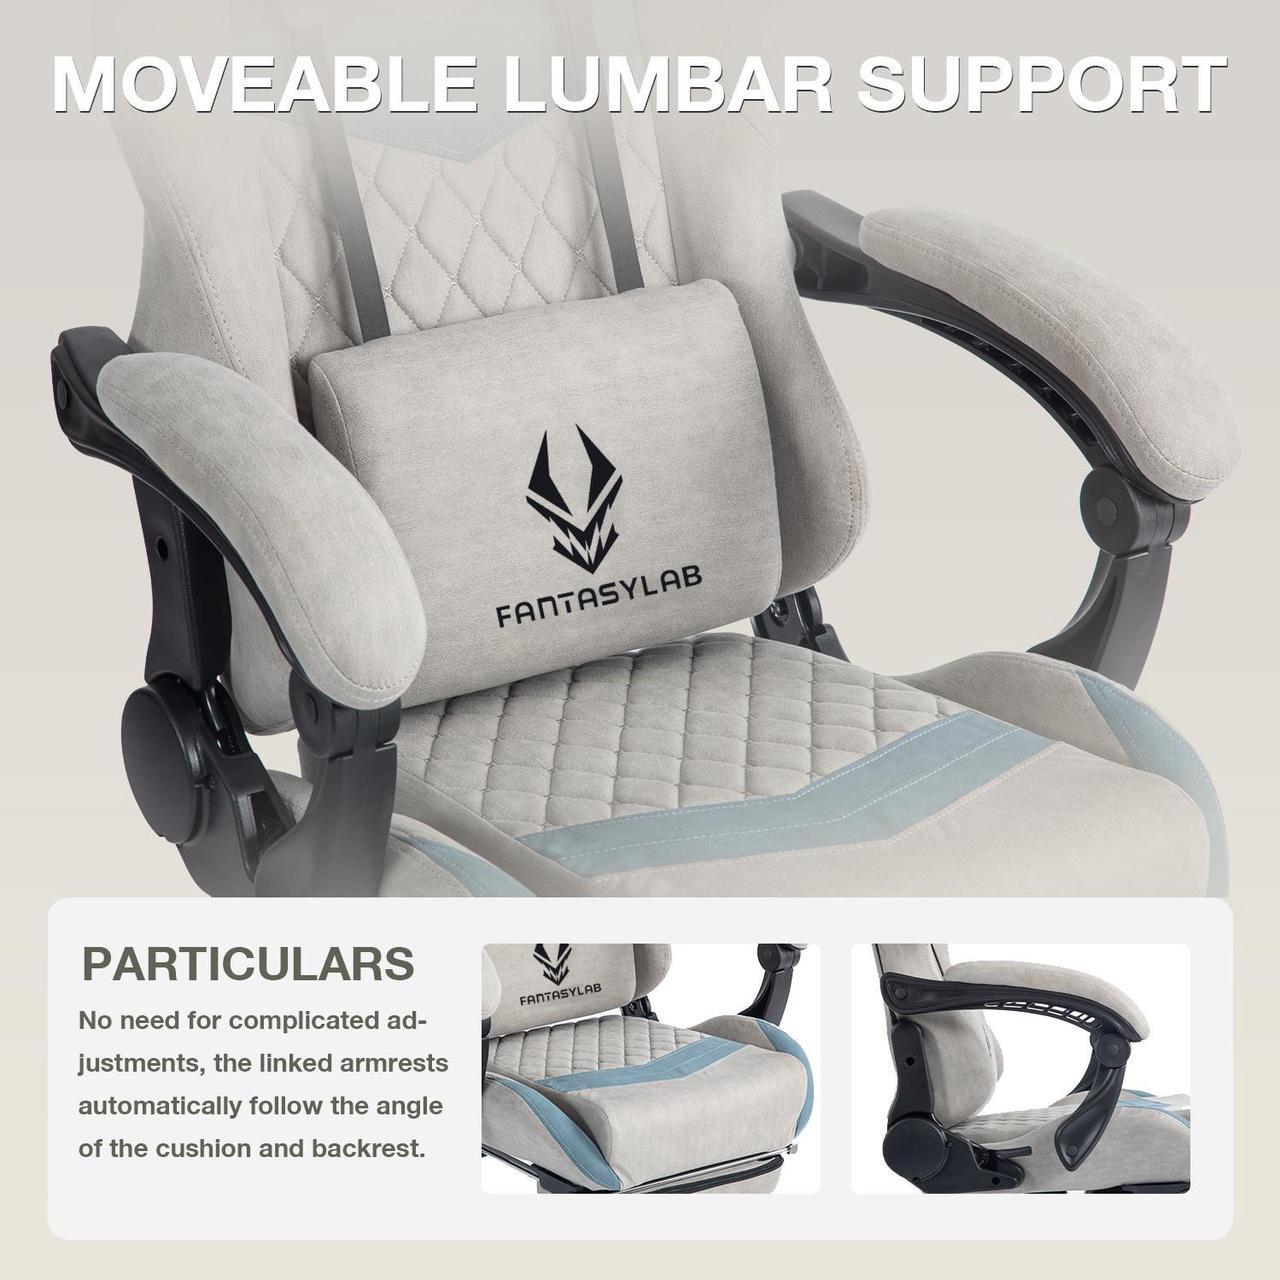 MOVEABLE LUMBAR SUPPORT
FANTASYLAB
PARTICULARS
No need for complicated ad-
justments, the linked armrests
automatically follow the angle
of the cushion and backrest.
FANTASYLAB